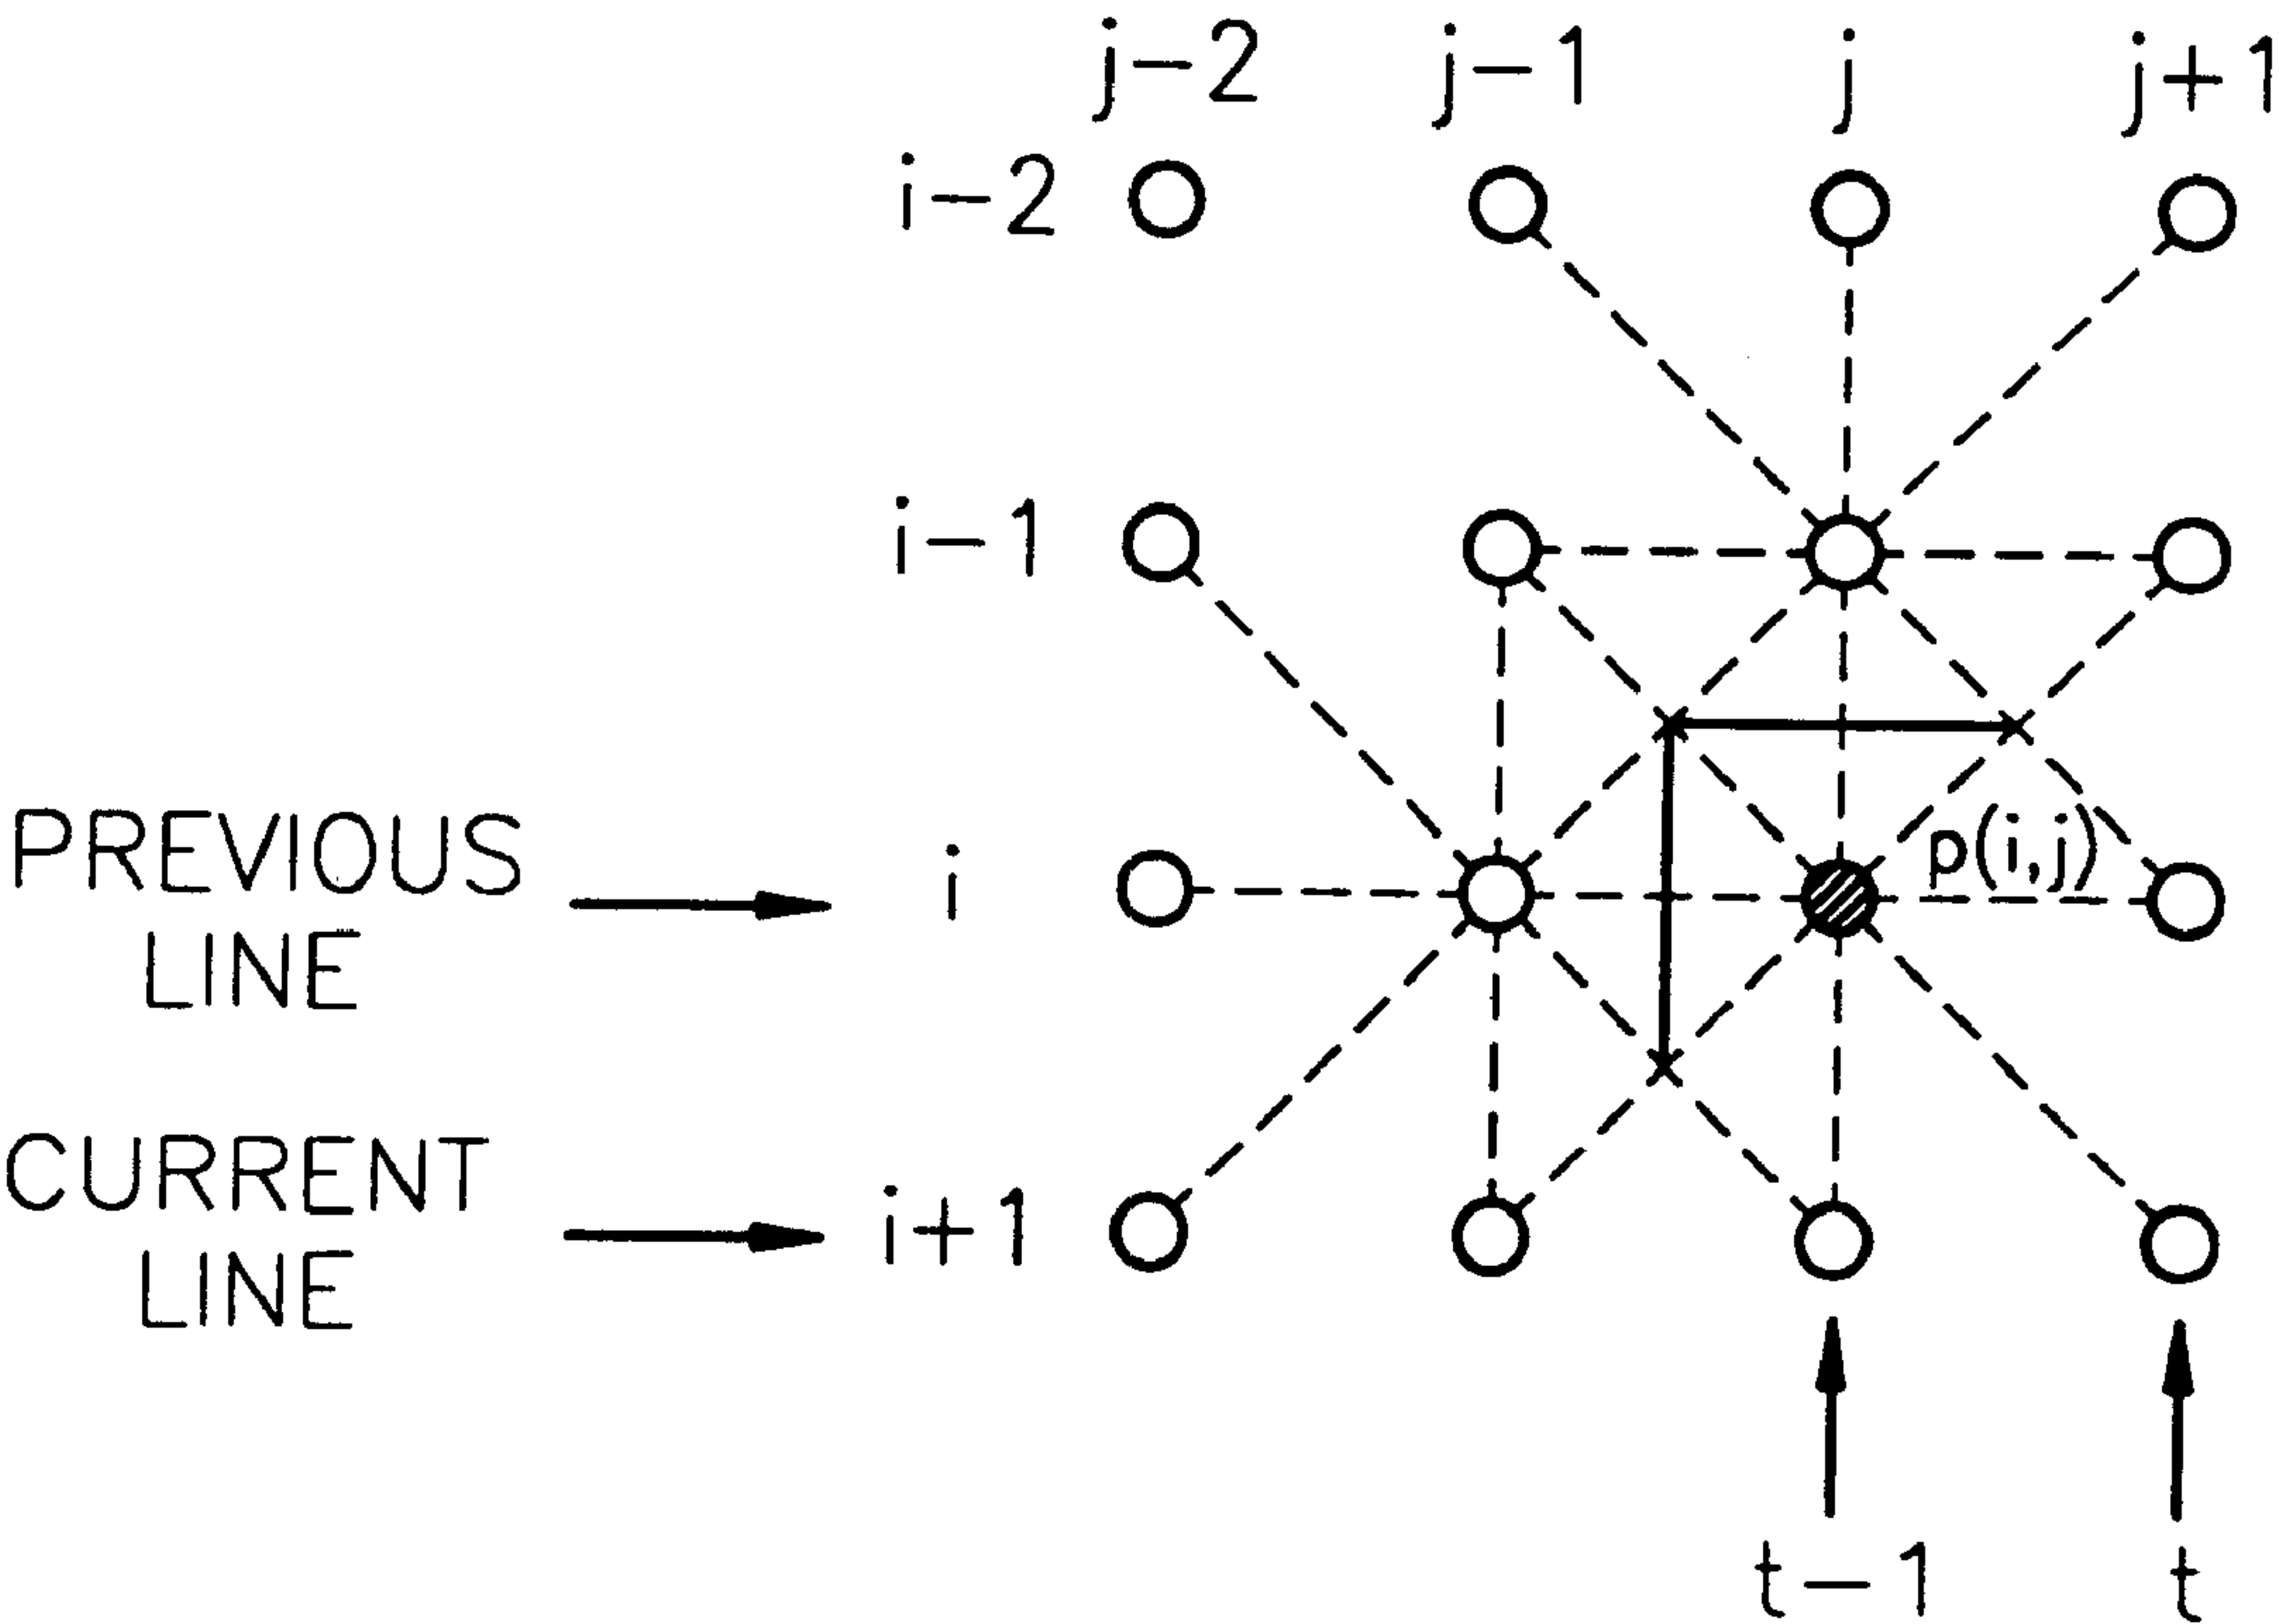 j−2 j−1 j j+1
i−2
i−1
PREVIOUS
LINE
i
p(i,j)
CURRENT
LINE
i+1
t−1 t